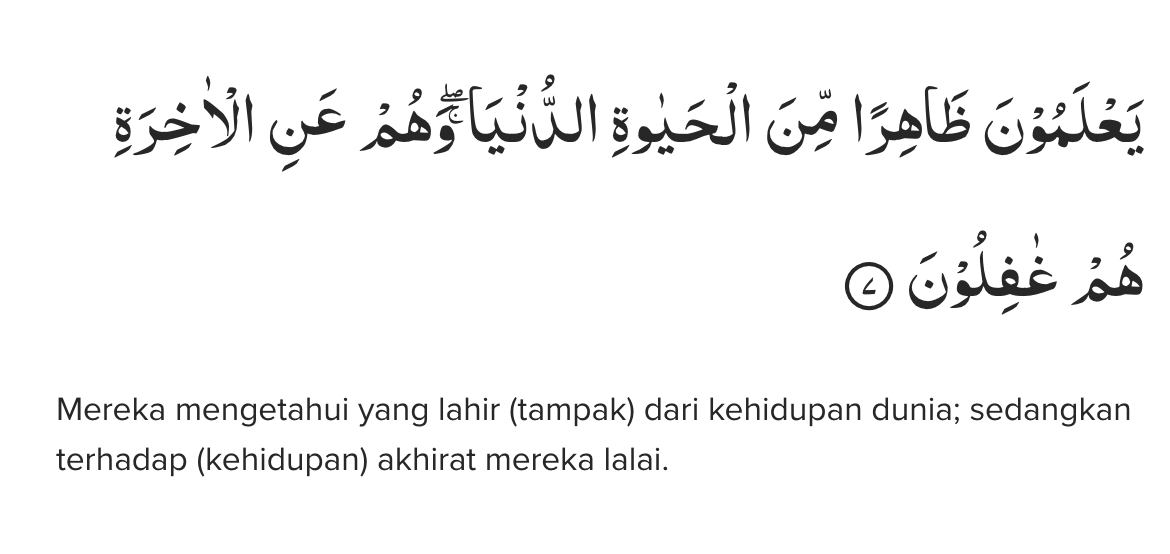 يَعْلَمُوْنَ ظَاهِرًا مِّنَ الْحَيٰوةِ الدُّنْيَاۖۚ وَهُمْ عَنِ الْاٰخِرَةِ
هُمْ غٰفِلُوْنَ ٧
Mereka mengetahui yang lahir (tampak) dari kehidupan dunia; sedangkan
terhadap (kehidupan) akhirat mereka lalai.